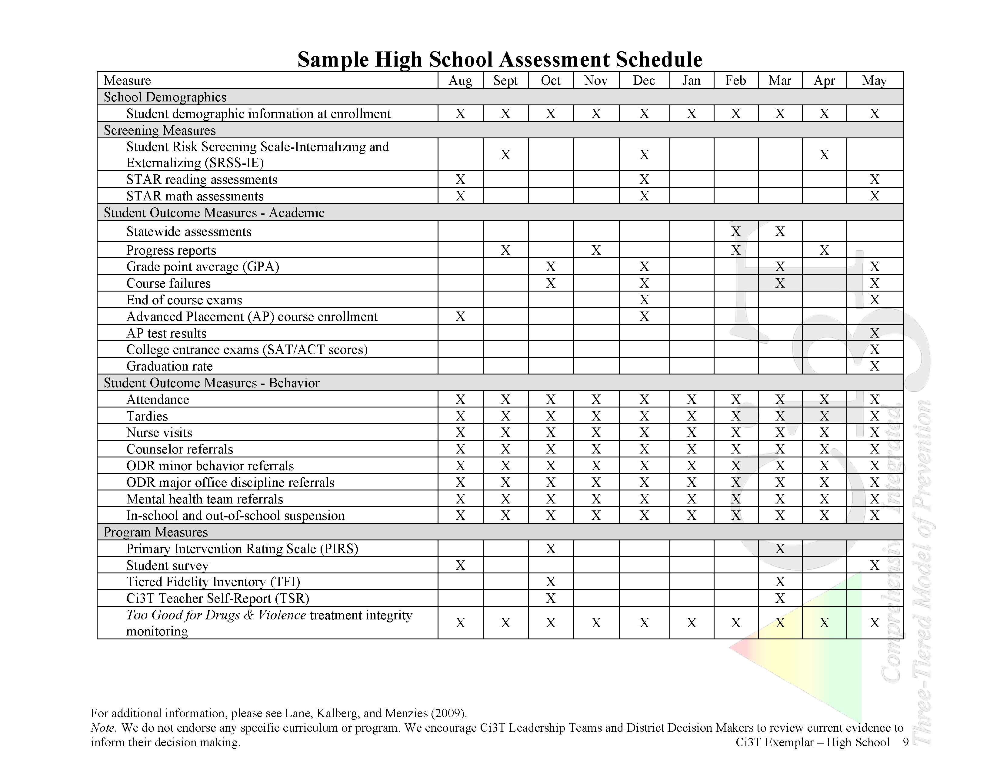 Sample High School Assessment Schedule
Measure Aug Sept Oct Nov Dec Jan Feb Mar Apr May
School Demographics
Student demographic information at enrollment X X X X X X X X X X
Screening Measures
Student Risk Screening Scale-Internalizing and
Externalizing (SRSS-IE) X X X
STAR reading assessments X X X
STAR math assessments X X X
Student Outcome Measures - Academic
Statewide assessments X X
Progress reports X X X X
Grade point average (GPA) X X X X
Course failures X X X X
End of course exams X X
Advanced Placement (AP) course enrollment X X
AP test results X
College entrance exams (SAT/ACT scores) X
Graduation rate X
Student Outcome Measures - Behavior
Attendance X X X X X X X X X X
Tardies X X X X X X X X X X
Nurse visits X X X X X X X X X X
Counselor referrals X X X X X X X X X X
ODR minor behavior referrals X X X X X X X X X X
ODR major office discipline referrals X X X X X X X X X X
Mental health team referrals X X X X X X X X X X
In-school and out-of-school suspension X X X X X X X X X X
Program Measures
Primary Intervention Rating Scale (PIRS) X X
Student survey X X
Tiered Fidelity Inventory (TFI) X X
Ci3T Teacher Self-Report (TSR) X X
Too Good for Drugs & Violence treatment integrity
monitoring X X X X X X X X X X
For additional information, please see Lane, Kalberg, and Menzies (2009).
Note. We do not endorse any specific curriculum or program. We encourage Ci3T Leadership Teams and District Decision Makers to review current evidence to
inform their decision making. Ci3T Exemplar – High School 9
Ci3T
Comprehensiv Integrated,
Three-Tiered Model of Prevention